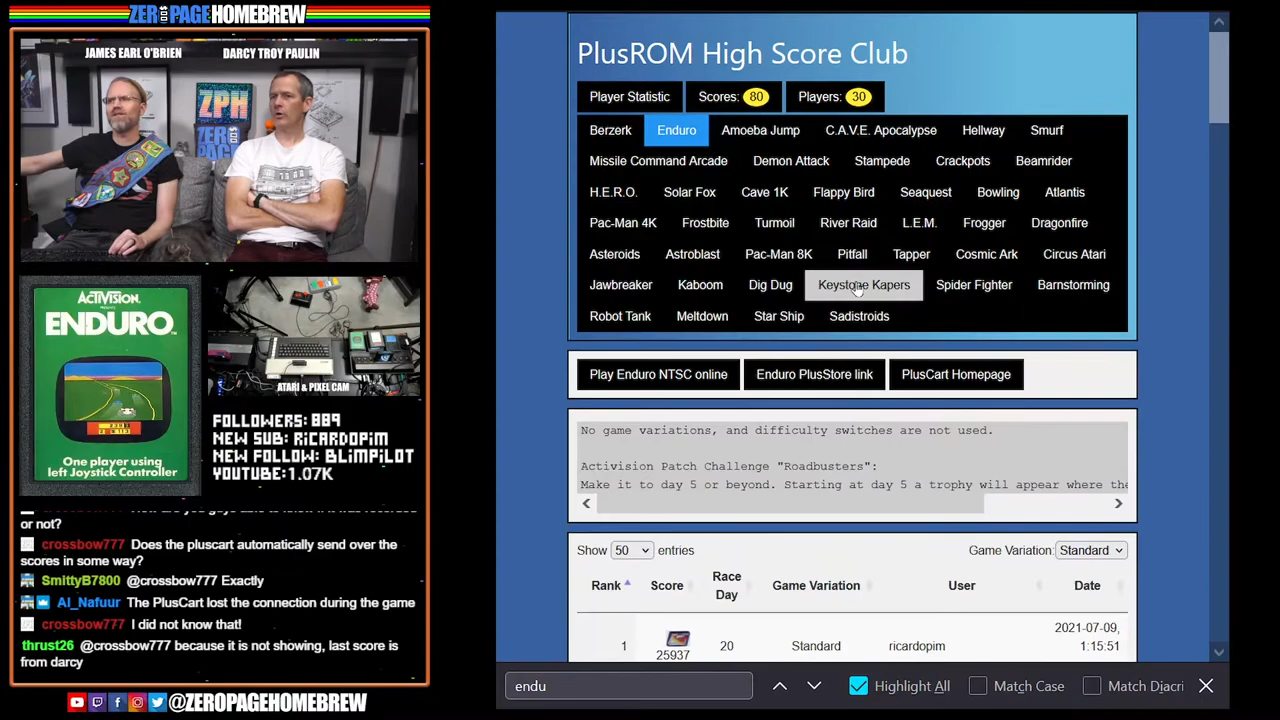 ZERO PAGE HOMEBREW
JAMES EARL O'BRIEN
DARCY TROY PAULIN
ZPH
ACTIVISION
PRESENTS
ENDURO
One player using
left Joystick Controller
ATARI & PIXEL CAM
FOLLOWERS: 889
NEW SUB: RICARDOPIM
NEW FOLLOW: BLIMPILOT
YOUTUBE:1.07K
or not?
crossbow777 Does the pluscart automatically send over the
scores in some way?
SmittyB7800 @crossbow777 Exactly
Al_Nafuur The PlusCart lost the connection during the game
crossbow777 I did not know that!
thrust26 @crossbow777 because it is not showing, last score is
from darcy
@ZEROPAGEHOMEBREW
PlusROM High Score Club
Player Statistic Scores: 80 Players: 30
Berzerk Enduro Amoeba Jump C.A.V.E. Apocalypse Hellway Smurf
Missile Command Arcade Demon Attack Stampede Crackpots Beamrider
H.E.R.O. Solar Fox Cave 1K Flappy Bird Seaquest Bowling Atlantis
Pac-Man 4K Frostbite Turmoil River Raid L.E.M. Frogger Dragonfire
Asteroids Astroblast Pac-Man 8K Pitfall Tapper Cosmic Ark Circus Atari
Jawbreaker Kaboom Dig Dug Keystone Kapers Spider Fighter Barnstorming
Robot Tank Meltdown Star Ship Sadistroids
Play Enduro NTSC online Enduro PlusStore link PlusCart Homepage
No game variations, and difficulty switches are not used.
Activision Patch Challenge "Roadbusters":
Make it to day 5 or beyond. Starting at day 5 a trophy will appear where the
Show 50 entries Game Variation: Standard
Rank Score Race Day Game Variation User Date
1 25937 20 Standard ricardopim 2021-07-09, 1:15:51
endu Highlight All Match Case Match Diacri